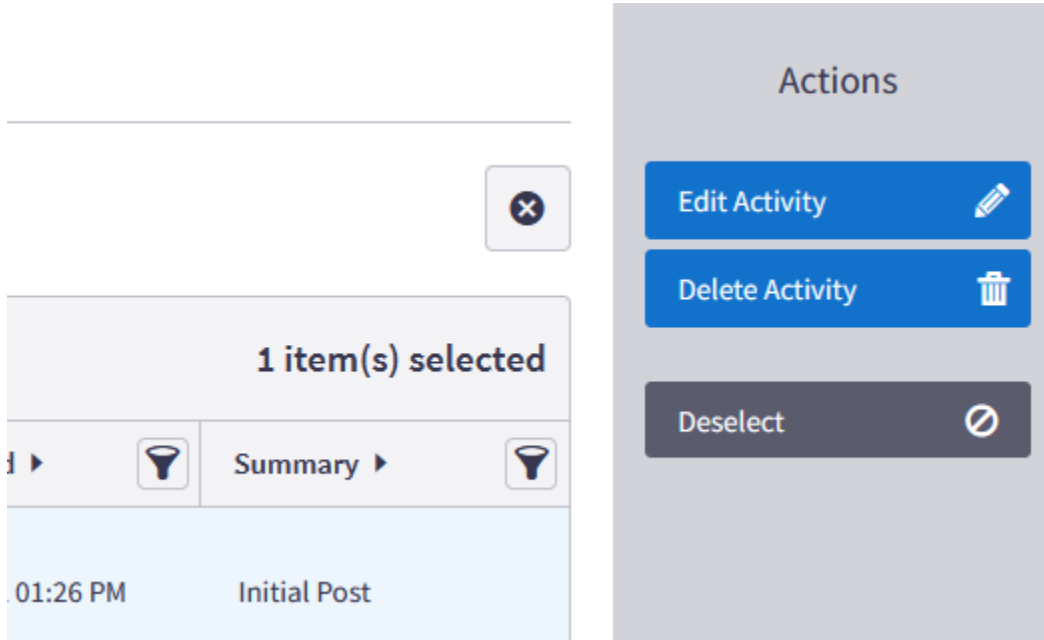 Actions
Edit Activity
Delete Activity
1 item(s) selected
Deselect
Summary
01:26 PM
Initial Post